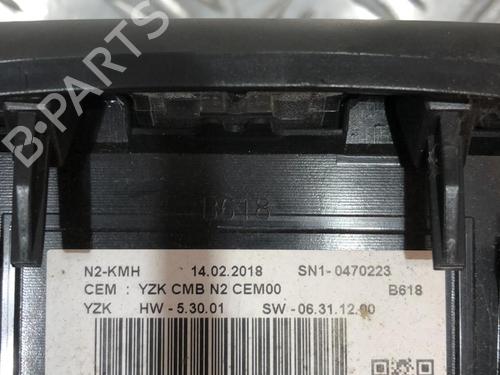 B-PARTS
B618
N2-KMH 14.02.2018 SN1- 0470223
CEM : YZK CMB N2 CEM00 B618
YZK HW - 5.30.01 SW - 06.31.12.00